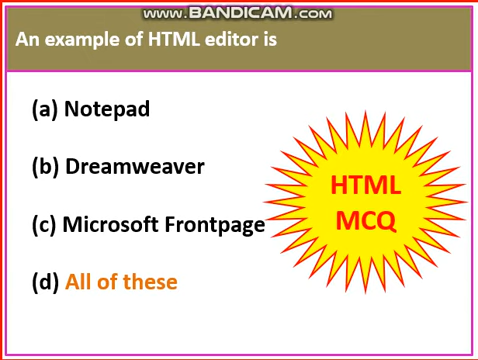 www.BANDICAM.com
An example of HTML editor is
(a) Notepad
(b) Dreamweaver
(c) Microsoft Frontpage
(d) All of these
HTML
MCQ